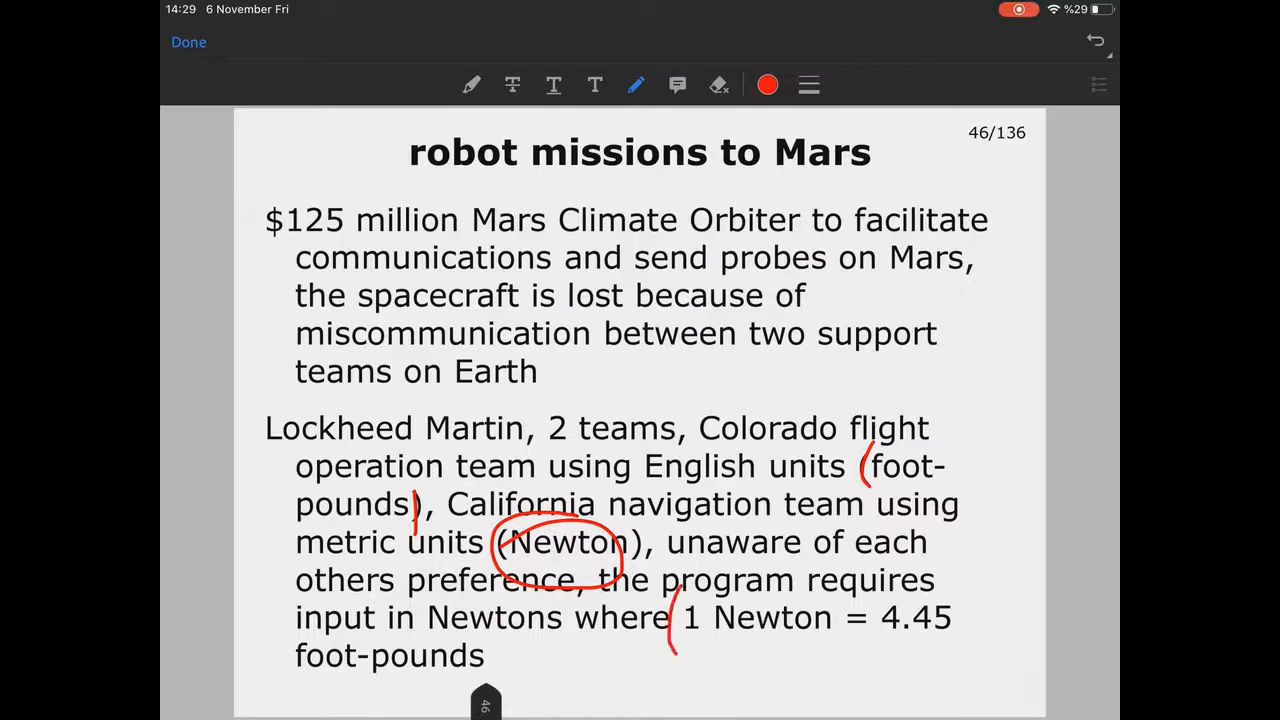 14:29 6 November Fri
%29
Done
46/136
robot missions to Mars
$125 million Mars Climate Orbiter to facilitate
communications and send probes on Mars,
the spacecraft is lost because of
miscommunication between two support
teams on Earth
Lockheed Martin, 2 teams, Colorado flight
operation team using English units (foot-
pounds), California navigation team using
metric units (Newton), unaware of each
others preference, the program requires
input in Newtons where 1 Newton = 4.45
foot-pounds
46